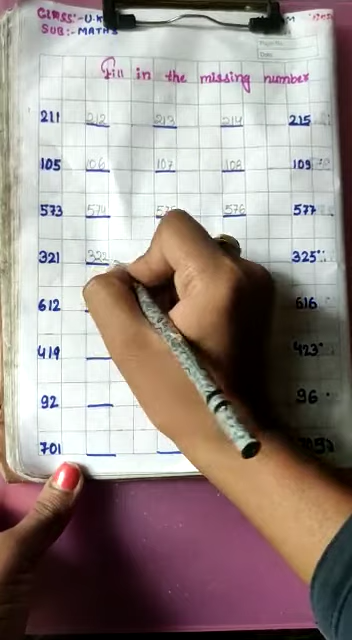 CLASS:- U.K
SUB:- MATHS
Fill in the missing number
211 212 213 214 215
105 106 107 108 109
573 574 575 576 577
321 322 325
612 616
419 423
92 96
701